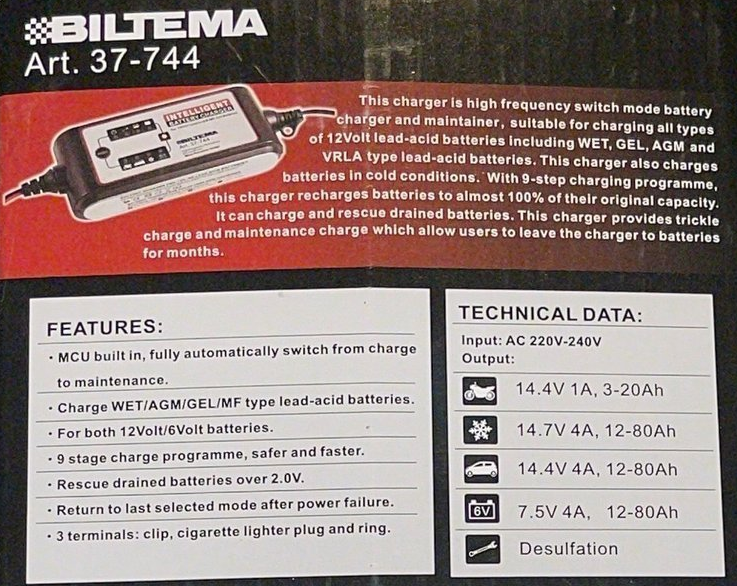 BILTEMA
Art. 37-744
INTELLIGENT
BATTERY CHARGER
BILTEMA
Art. 37-744
This charger is high frequency switch mode battery
charger and maintainer, suitable for charging all types
of 12Volt lead-acid batteries including WET, GEL, AGM and
VRLA type lead-acid batteries. This charger also charges
batteries in cold conditions. With 9-step charging programme,
this charger recharges batteries to almost 100% of their original capacity.
It can charge and rescue drained batteries. This charger provides trickle
charge and maintenance charge which allow users to leave the charger to batteries
for months.
FEATURES:
· MCU built in, fully automatically switch from charge
to maintenance.
· Charge WET/AGM/GEL/MF type lead-acid batteries.
· For both 12Volt/6Volt batteries.
· 9 stage charge programme, safer and faster.
· Rescue drained batteries over 2.0V.
· Return to last selected mode after power failure.
· 3 terminals: clip, cigarette lighter plug and ring.
TECHNICAL DATA:
Input: AC 220V-240V
Output:
14.4V 1A, 3-20Ah
14.7V 4A, 12-80Ah
14.4V 4A, 12-80Ah
6V 7.5V 4A, 12-80Ah
Desulfation